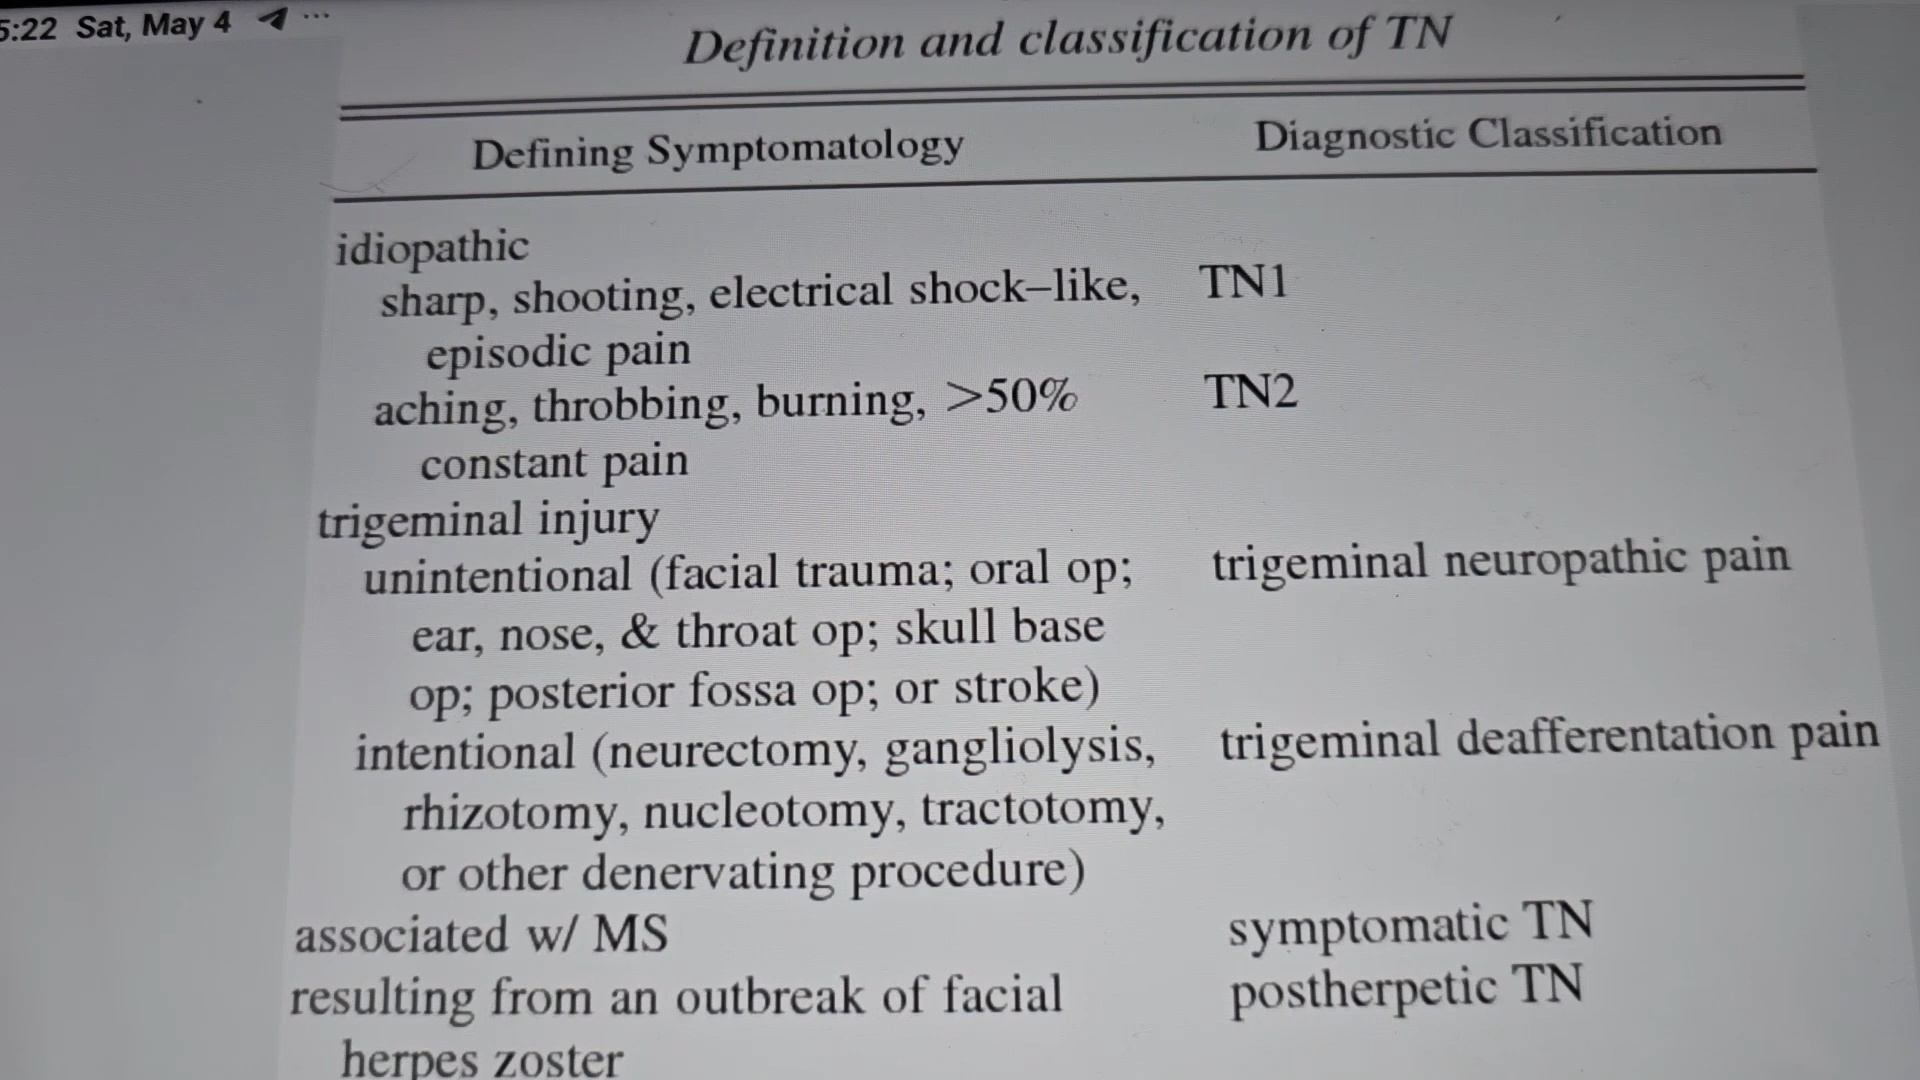 5:22 Sat, May 4 ...
Definition and classification of TN
Defining Symptomatology Diagnostic Classification
idiopathic
sharp, shooting, electrical shock–like, TN1
episodic pain
aching, throbbing, burning, >50% TN2
constant pain
trigeminal injury
unintentional (facial trauma; oral op; trigeminal neuropathic pain
ear, nose, & throat op; skull base
op; posterior fossa op; or stroke)
intentional (neurectomy, gangliolysis, trigeminal deafferentation pain
rhizotomy, nucleotomy, tractotomy,
or other denervating procedure)
associated w/ MS symptomatic TN
resulting from an outbreak of facial postherpetic TN
herpes zoster